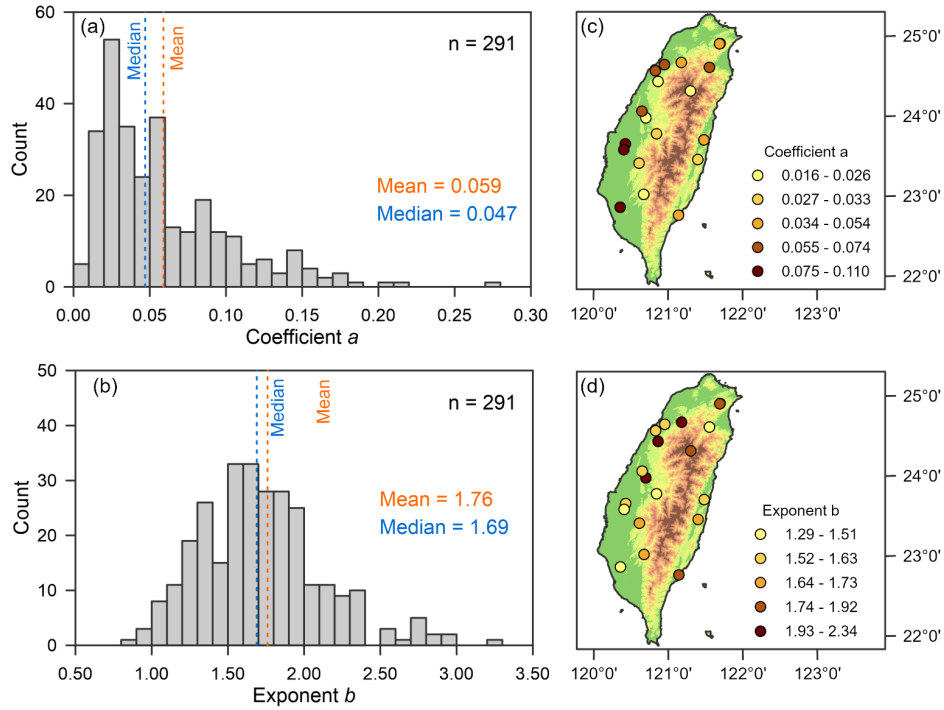 (a)
n = 291
Median
Mean
Mean = 0.059
Median = 0.047
Count
60
40
20
0
0.00 0.05 0.10 0.15 0.20 0.25 0.30
Coefficient a
(c)
25°0'
24°0'
23°0'
22°0'
Coefficient a
0.016 - 0.026
0.027 - 0.033
0.034 - 0.054
0.055 - 0.074
0.075 - 0.110
120°0' 121°0' 122°0' 123°0'
(b)
n = 291
Median
Mean
Mean = 1.76
Median = 1.69
Count
50
40
30
20
10
0
0.50 1.00 1.50 2.00 2.50 3.00 3.50
Exponent b
(d)
25°0'
24°0'
23°0'
22°0'
Exponent b
1.29 - 1.51
1.52 - 1.63
1.64 - 1.73
1.74 - 1.92
1.93 - 2.34
120°0' 121°0' 122°0' 123°0'